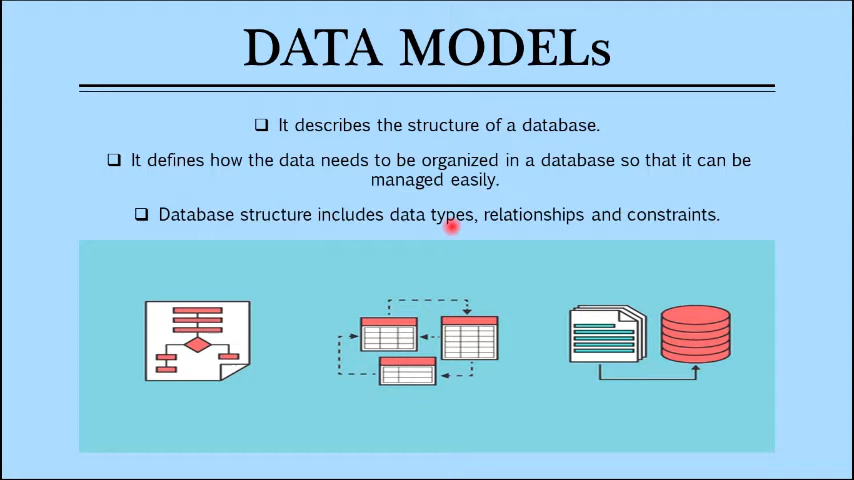 DATA MODELs
❑ It describes the structure of a database.
❑ It defines how the data needs to be organized in a database so that it can be
managed easily.
❑ Database structure includes data types, relationships and constraints.